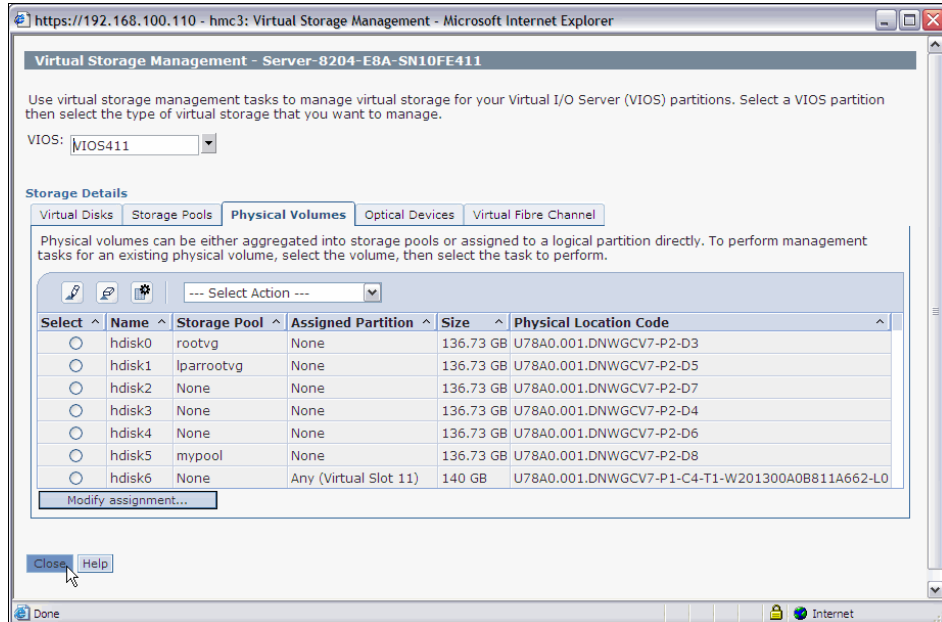 https://192.168.100.110 - hmc3: Virtual Storage Management - Microsoft Internet Explorer
Virtual Storage Management - Server-8204-E8A-SN10FE411
Use virtual storage management tasks to manage virtual storage for your Virtual I/O Server (VIOS) partitions. Select a VIOS partition
then select the type of virtual storage that you want to manage.
VIOS: VIOS411
Storage Details
Virtual Disks Storage Pools Physical Volumes Optical Devices Virtual Fibre Channel
Physical volumes can be either aggregated into storage pools or assigned to a logical partition directly. To perform management
tasks for an existing physical volume, select the volume, then select the task to perform.
--- Select Action ---
Select ^ Name ^ Storage Pool ^ Assigned Partition ^ Size ^ Physical Location Code ^
hdisk0 rootvg None 136.73 GB U78A0.001.DNWGCV7-P2-D3
hdisk1 lparrootvg None 136.73 GB U78A0.001.DNWGCV7-P2-D5
hdisk2 None None 136.73 GB U78A0.001.DNWGCV7-P2-D7
hdisk3 None None 136.73 GB U78A0.001.DNWGCV7-P2-D4
hdisk4 None None 136.73 GB U78A0.001.DNWGCV7-P2-D6
hdisk5 mypool None 136.73 GB U78A0.001.DNWGCV7-P2-D8
hdisk6 None Any (Virtual Slot 11) 140 GB U78A0.001.DNWGCV7-P1-C4-T1-W201300A0B811A662-L0
Modify assignment...
Close Help
Done Internet